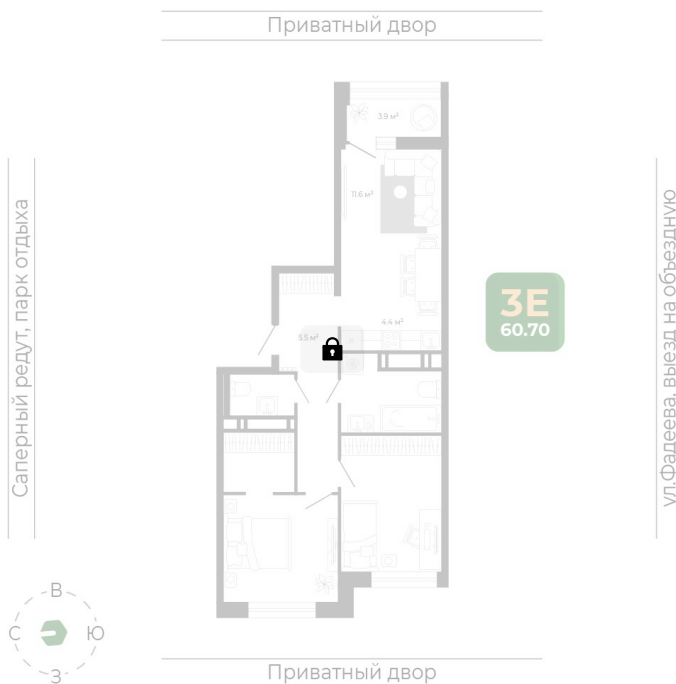 Приватный двор
Саперный редут, парк отдыха
ул.Фадеева. выезд на объездную
3.9 м²
11.6 м²
4.4 м²
5.5 м²
3Е
60.70
В
С
Ю
З
Приватный двор